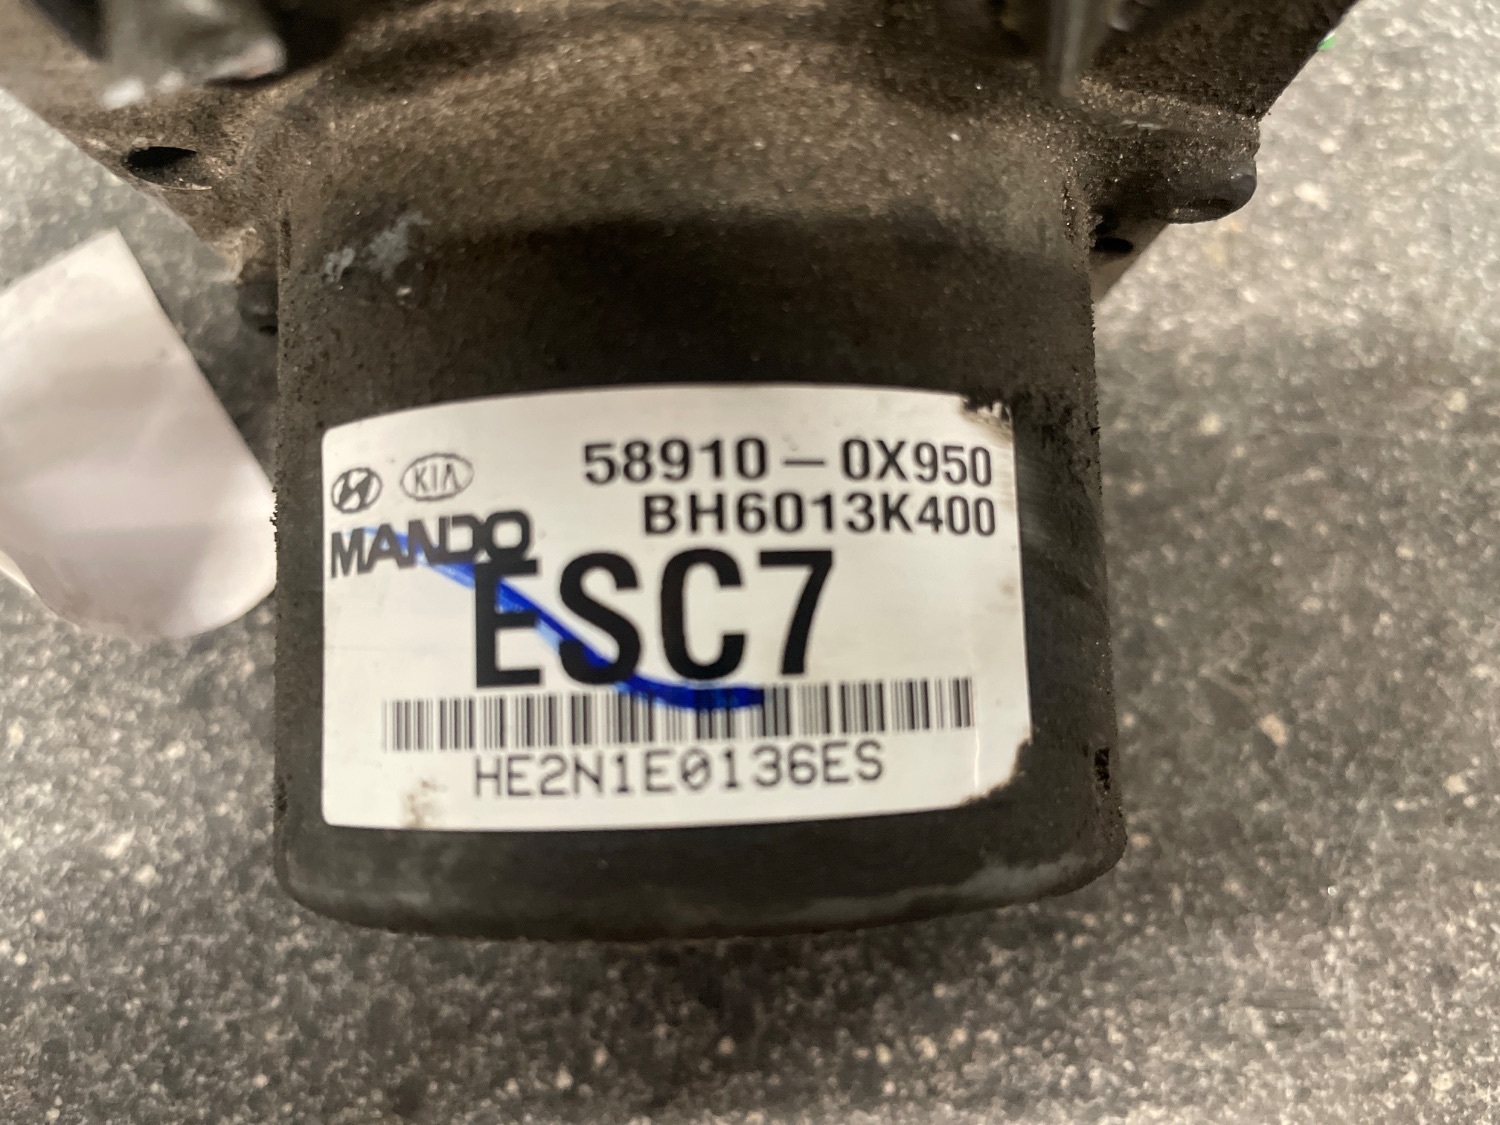 58910-0X950
KIA
BH6013K400
MANDO
ESC7
HE2N1E0136ES